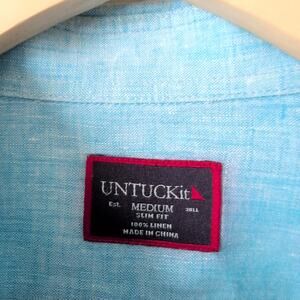 UNTUCKit
Est. MEDIUM 2011
SLIM FIT
100% LINEN
MADE IN CHINA